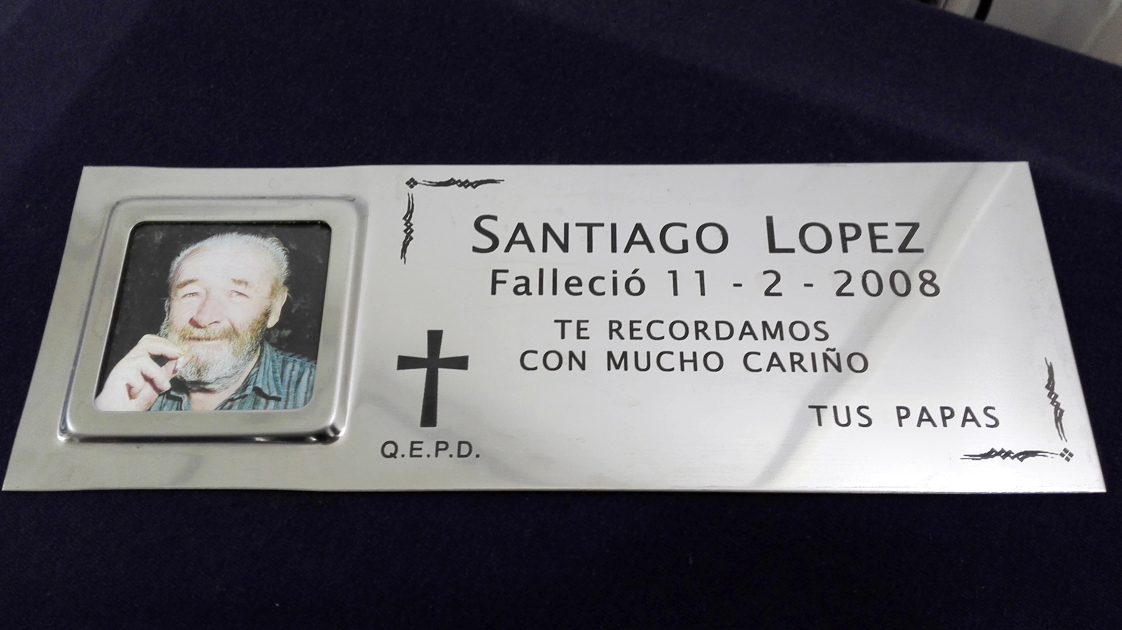 SANTIAGO LOPEZ
Falleció 11 - 2 - 2008
TE RECORDAMOS
CON MUCHO CARIÑO
TUS PAPAS
Q.E.P.D.